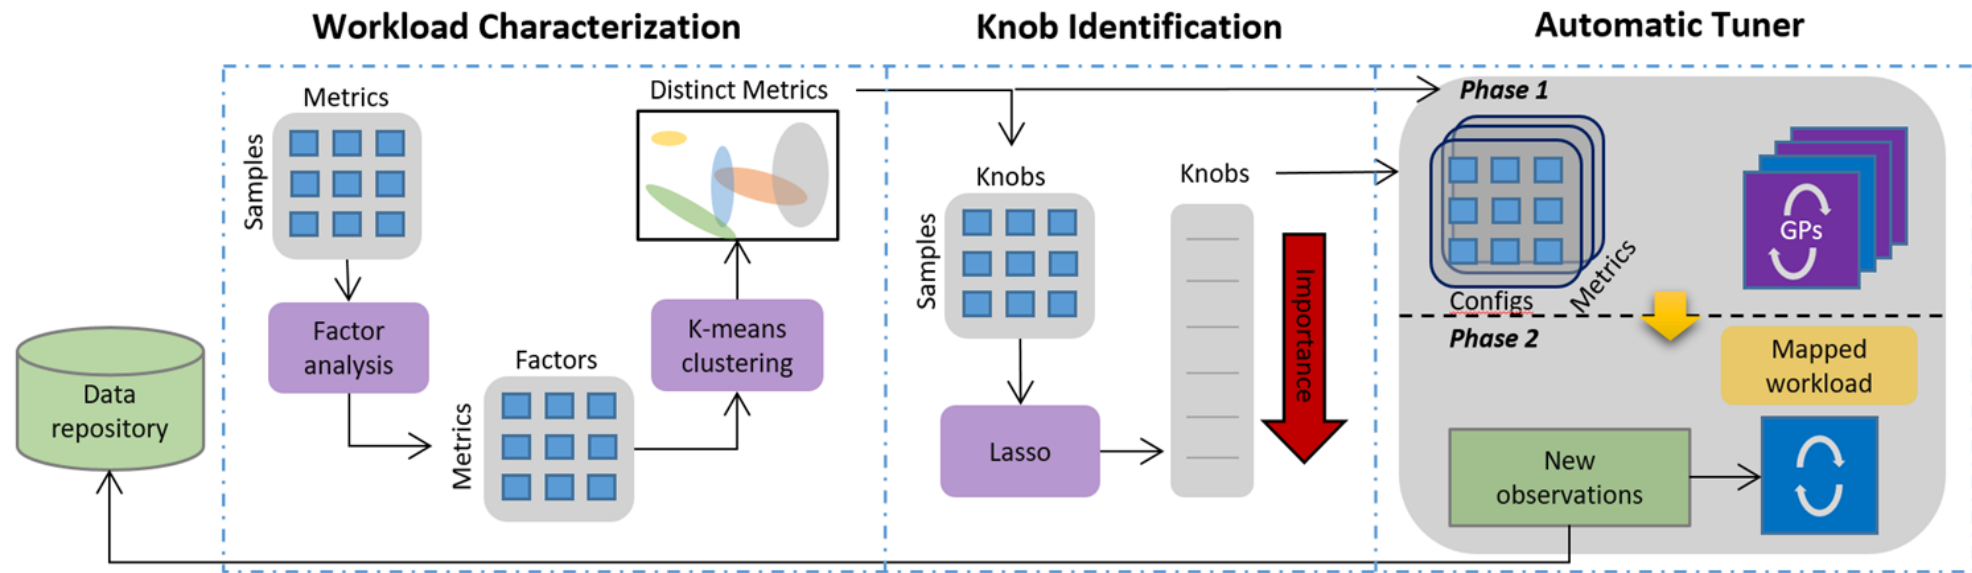 Workload Characterization
Knob Identification
Automatic Tuner
Data
repository
Metrics
Samples
Factor
analysis
Factors
Metrics
K-means
clustering
Distinct Metrics
Knobs
Samples
Lasso
Knobs
Importance
Phase 1
Configs
Metrics
GPs
Phase 2
Mapped
workload
New
observations